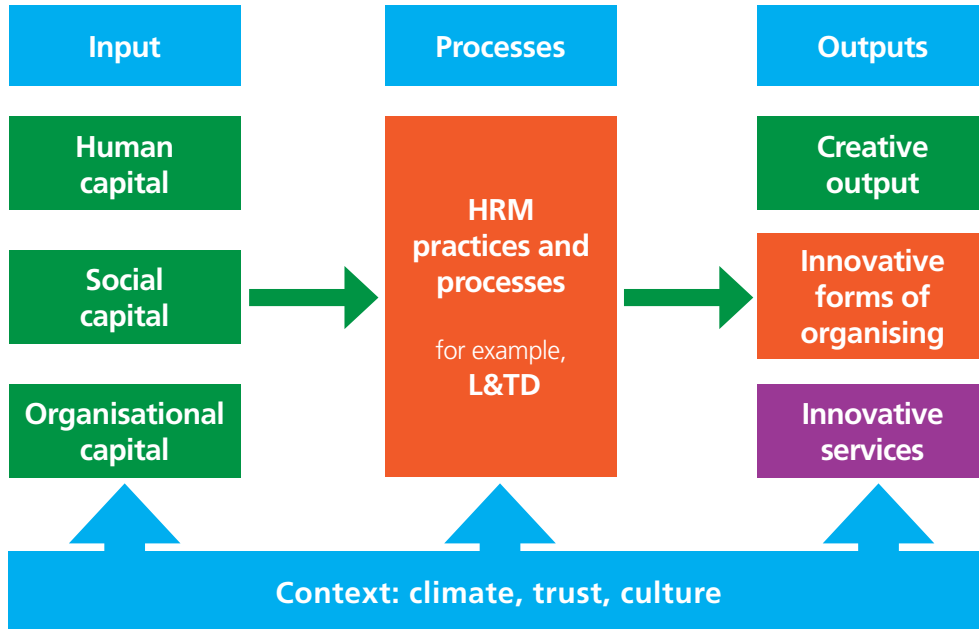 Input
Processes
Outputs
Human
capital
Social
capital
Organisational
capital
HRM
practices and
processes
for example,
L&TD
Creative
output
Innovative
forms of
organising
Innovative
services
Context: climate, trust, culture